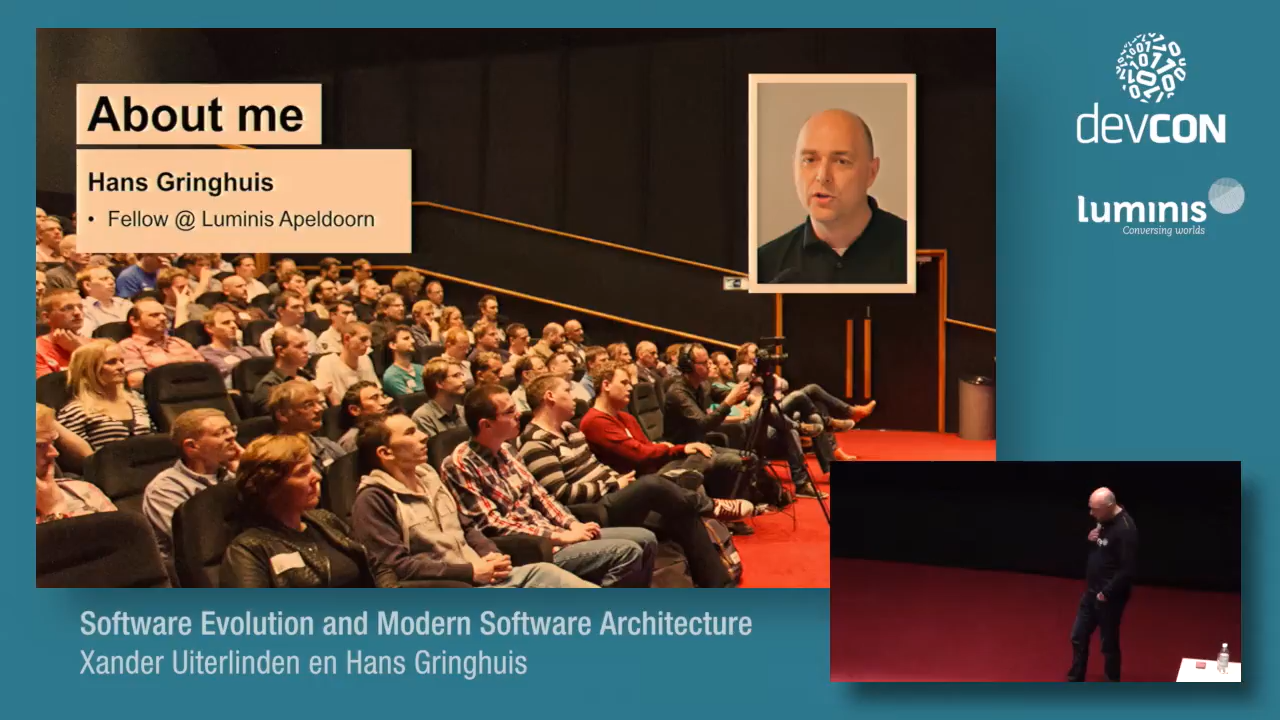 About me
Hans Gringhuis
• Fellow @ Luminis Apeldoorn
devcon
luminis
Conversing worlds
Software Evolution and Modern Software Architecture
Xander Uiterlinden en Hans Gringhuis